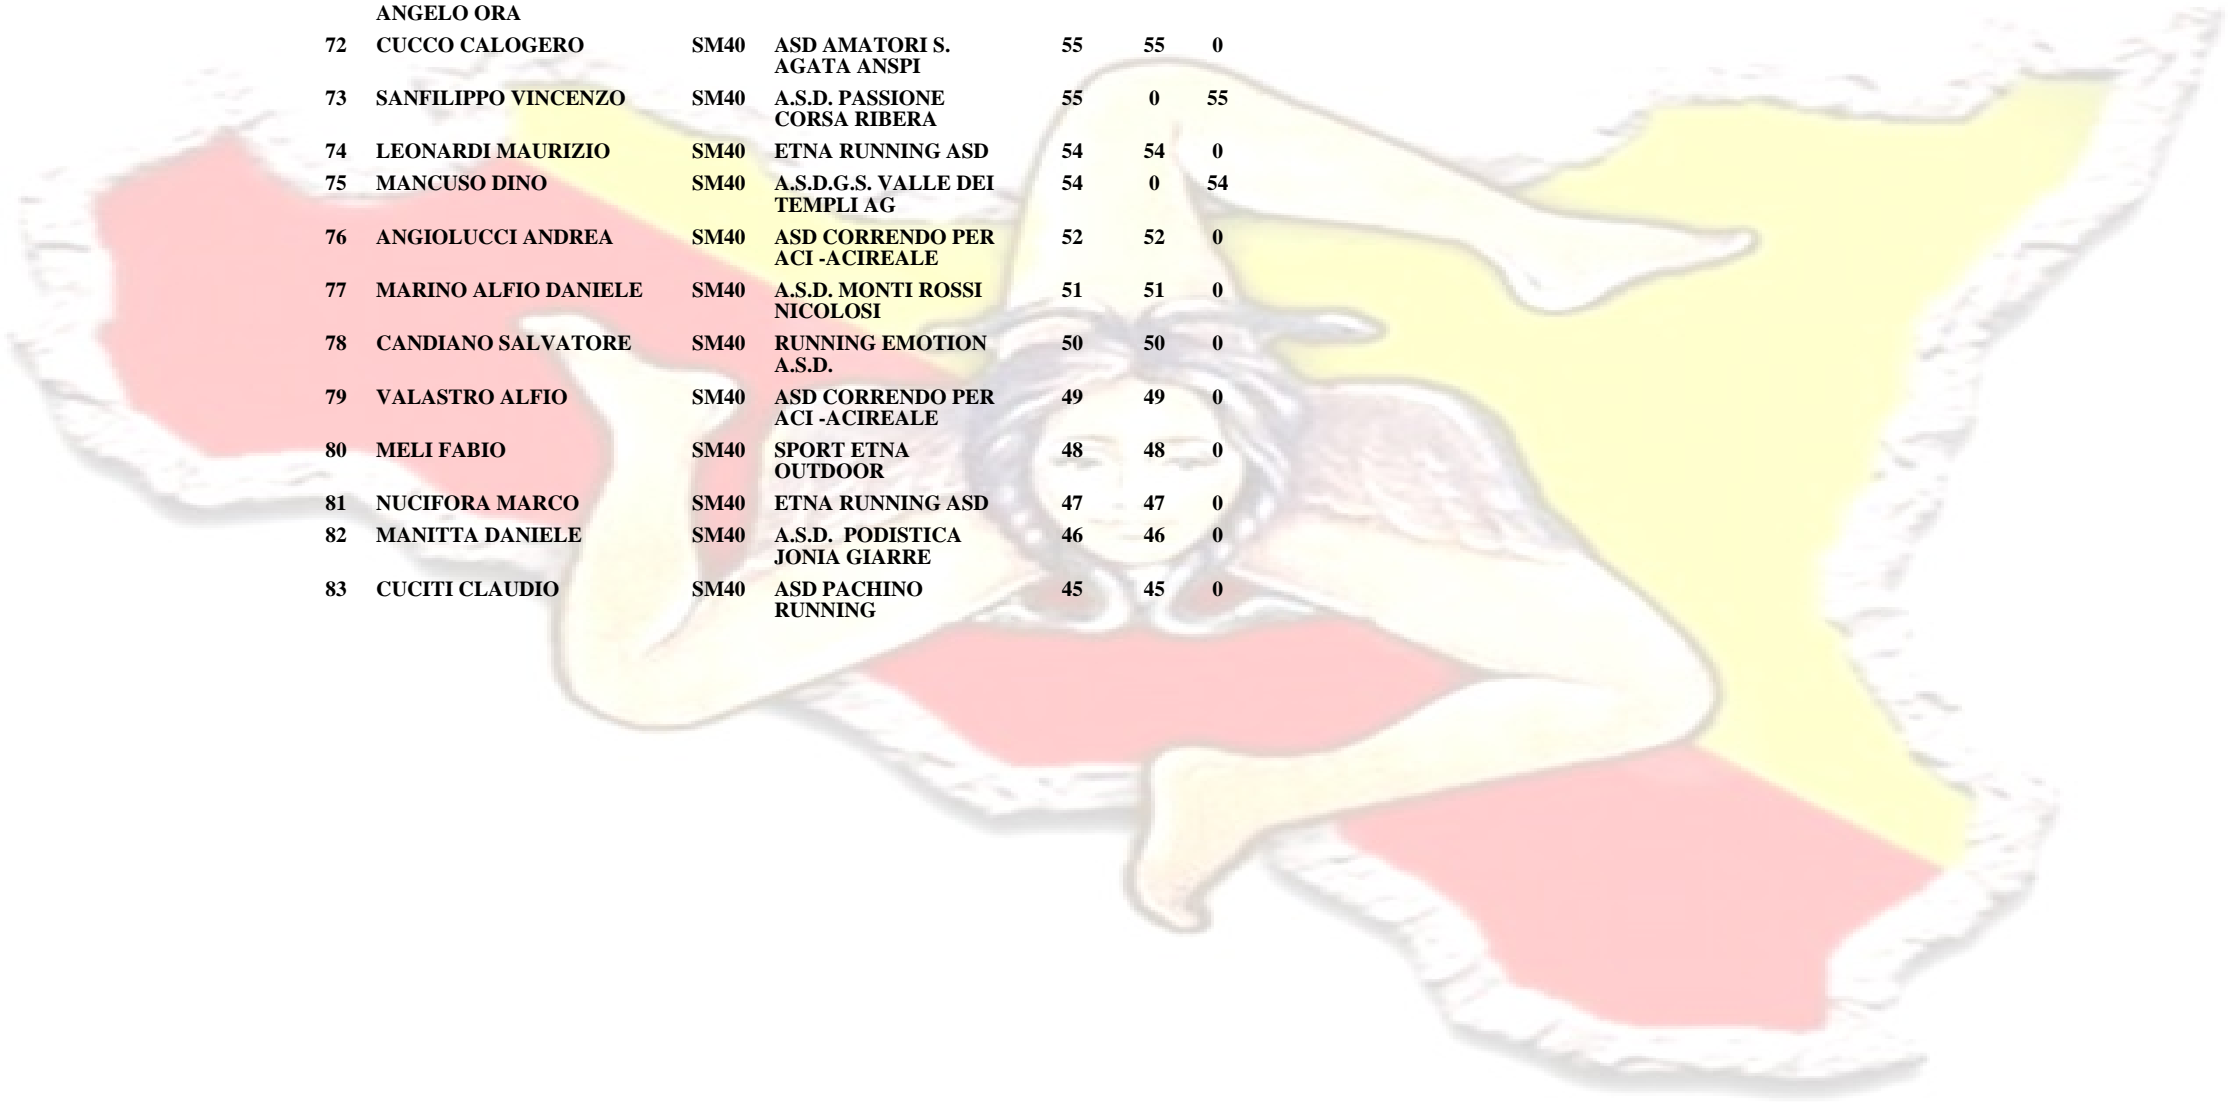 ANGELO ORA
72 CUCCO CALOGERO SM40 ASD AMATORI S. 55 55 0
AGATA ANSPI
73 SANFILIPPO VINCENZO SM40 A.S.D. PASSIONE 55 0 55
CORSA RIBERA
74 LEONARDI MAURIZIO SM40 ETNA RUNNING ASD 54 54 0
75 MANCUSO DINO SM40 A.S.D.G.S. VALLE DEI 54 0 54
TEMPLI AG
76 ANGIOLUCCI ANDREA SM40 ASD CORRENDO PER 52 52 0
ACI -ACIREALE
77 MARINO ALFIO DANIELE SM40 A.S.D. MONTI ROSSI 51 51 0
NICOLOSI
78 CANDIANO SALVATORE SM40 RUNNING EMOTION 50 50 0
A.S.D.
79 VALASTRO ALFIO SM40 ASD CORRENDO PER 49 49 0
ACI -ACIREALE
80 MELI FABIO SM40 SPORT ETNA 48 48 0
OUTDOOR
81 NUCIFORA MARCO SM40 ETNA RUNNING ASD 47 47 0
82 MANITTA DANIELE SM40 A.S.D. PODISTICA 46 46 0
JONIA GIARRE
83 CUCITI CLAUDIO SM40 ASD PACHINO 45 45 0
RUNNING